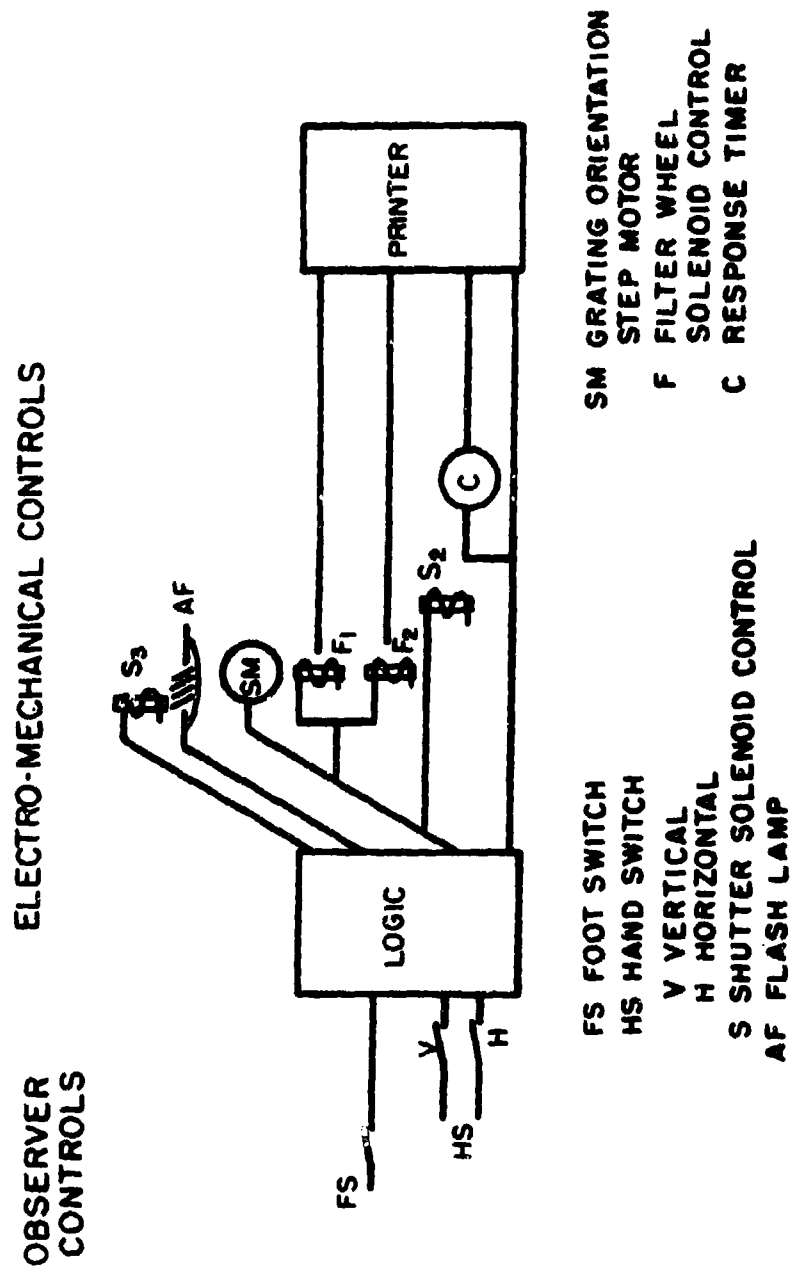 OBSERVER
CONTROLS
ELECTRO-MECHANICAL CONTROLS
FS
HS
V
H
LOGIC
S3
AF
SM
F1
F2
S2
C
PRINTER
FS FOOT SWITCH
HS HAND SWITCH
V VERTICAL
H HORIZONTAL
S SHUTTER SOLENOID CONTROL
AF FLASH LAMP
SM GRATING ORIENTATION
STEP MOTOR
F FILTER WHEEL
SOLENOID CONTROL
C RESPONSE TIMER